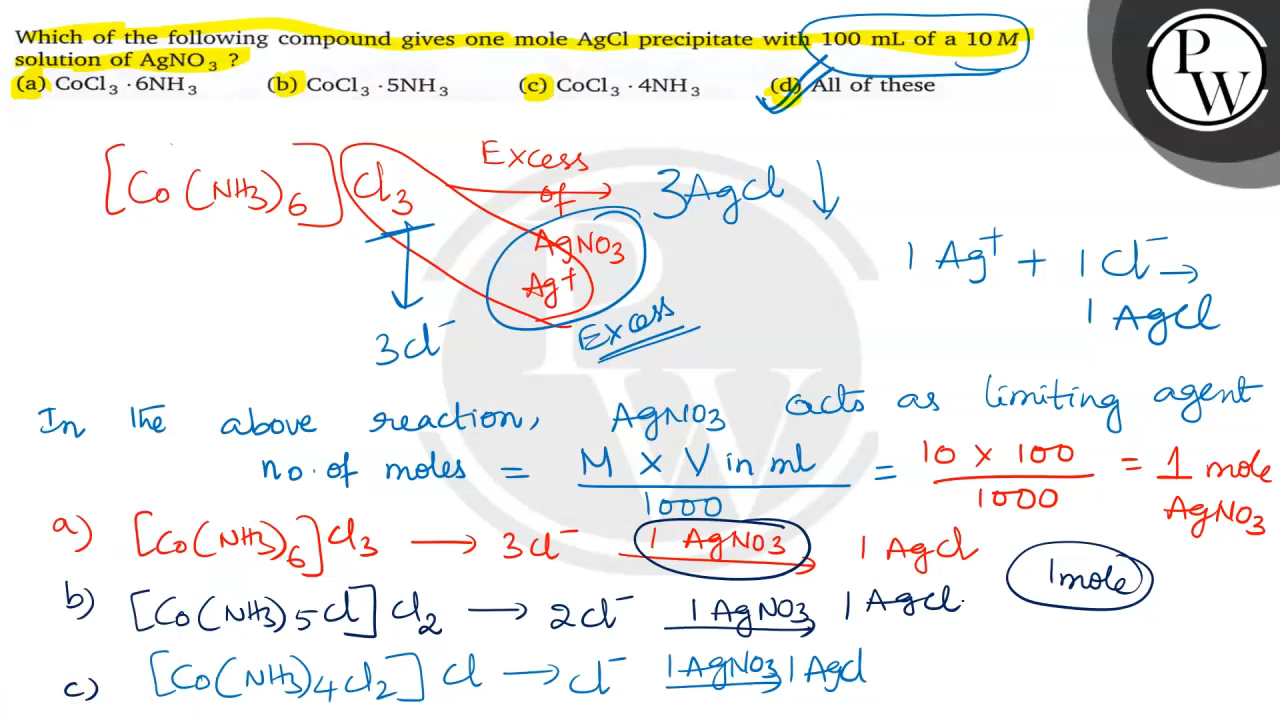 Which of the following compound gives one mole AgCl precipitate with 100 mL of a 10 M
solution of AgNO₃ ?
(a) CoCl₃ · 6NH₃ (b) CoCl₃ · 5NH₃ (c) CoCl₃ · 4NH₃ (d) All of these
P
W
[Co(NH3)6]Cl3 Excess of AgNO3 3AgCl ↓
Ag+
Excess
3Cl⁻
1 Ag⁺ + 1Cl⁻ →
1 AgCl
In the above reaction, AgNO3 acts as limiting agent
no. of moles = M × V in ml / 1000 = 10 × 100 / 1000 = 1 mole AgNO3
a) [Co(NH3)6]Cl3 → 3Cl⁻ 1 AgNO3 → 1 AgCl
1mole
b) [Co(NH3)5Cl]Cl2 → 2Cl⁻ 1 AgNO3 → 1 AgCl.
c) [Co(NH3)4Cl2]Cl → Cl⁻ 1 AgNO3 → 1 AgCl